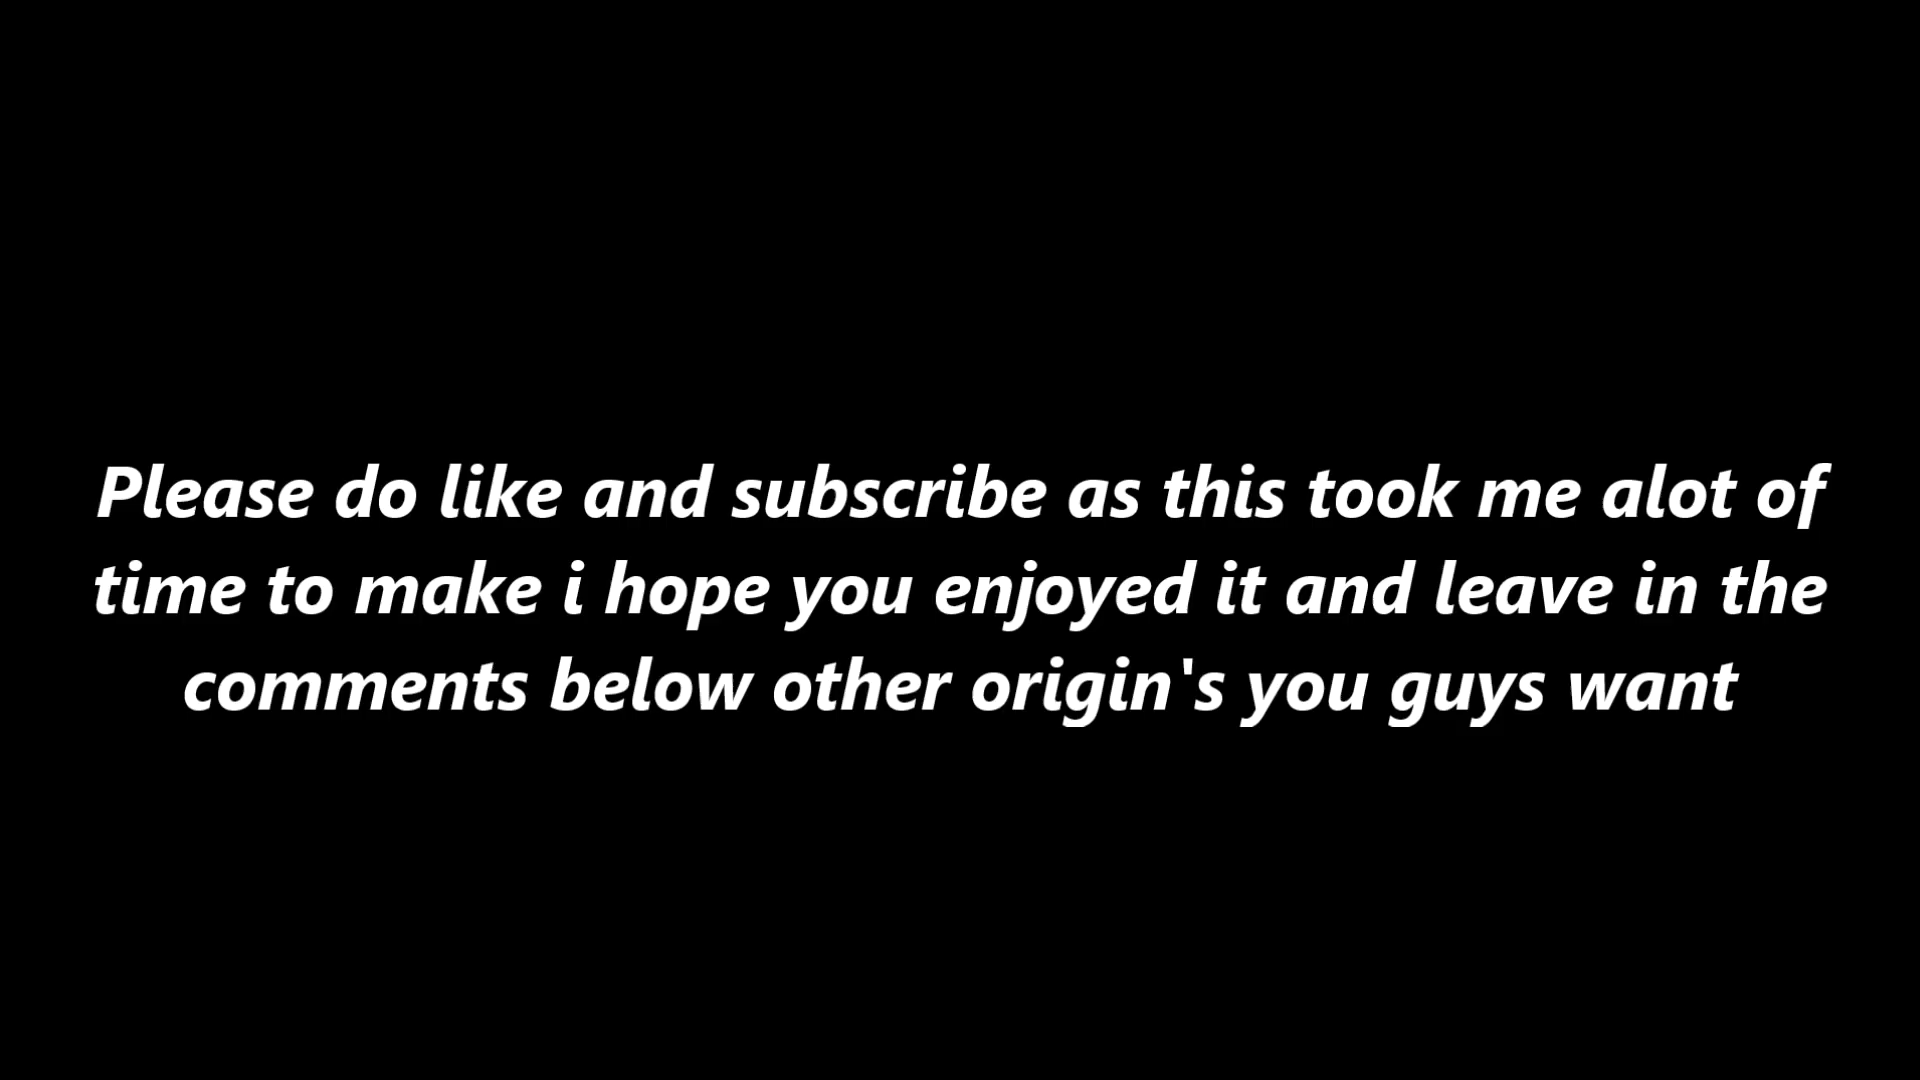 Please do like and subscribe as this took me alot of
time to make i hope you enjoyed it and leave in the
comments below other origin's you guys want